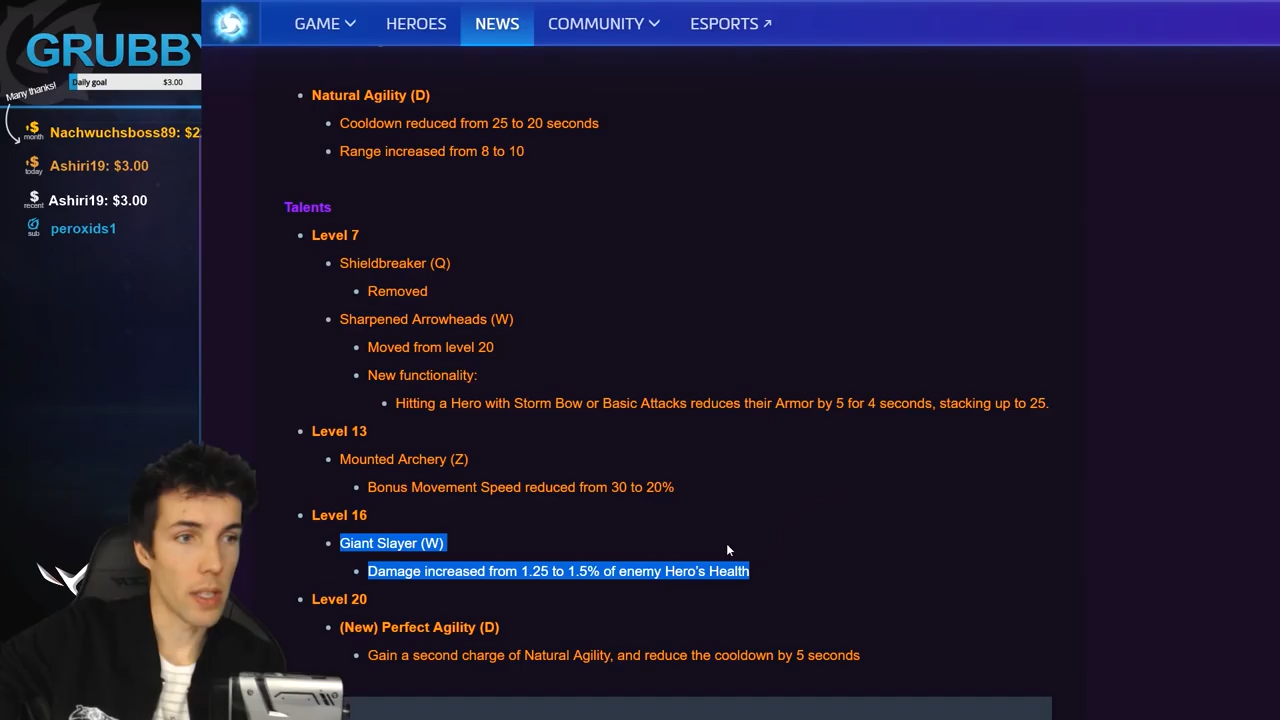 GRUBBY
Many thanks!
Daily goal $3.00
$ month Nachwuchsboss89: $2
$ today Ashiri19: $3.00
$ recent Ashiri19: $3.00
sub peroxids1
GAME HEROES NEWS COMMUNITY ESPORTS
Natural Agility (D)
Cooldown reduced from 25 to 20 seconds
Range increased from 8 to 10
Talents
Level 7
Shieldbreaker (Q)
Removed
Sharpened Arrowheads (W)
Moved from level 20
New functionality:
Hitting a Hero with Storm Bow or Basic Attacks reduces their Armor by 5 for 4 seconds, stacking up to 25.
Level 13
Mounted Archery (Z)
Bonus Movement Speed reduced from 30 to 20%
Level 16
Giant Slayer (W)
Damage increased from 1.25 to 1.5% of enemy Hero's Health
Level 20
(New) Perfect Agility (D)
Gain a second charge of Natural Agility, and reduce the cooldown by 5 seconds